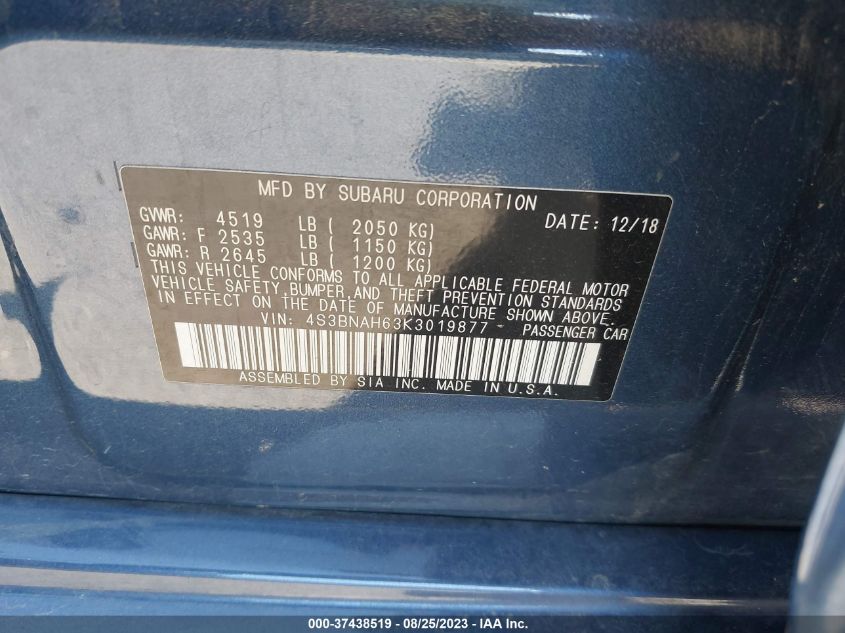 MFD BY SUBARU CORPORATION
GVWR: 4519 LB ( 2050 KG) DATE: 12/18
GAWR: F 2535 LB ( 1150 KG)
GAWR: R 2645 LB ( 1200 KG)
THIS VEHICLE CONFORMS TO ALL APPLICABLE FEDERAL MOTOR
VEHICLE SAFETY,BUMPER,AND THEFT PREVENTION STANDARDS
IN EFFECT ON THE DATE OF MANUFACTURE SHOWN ABOVE.
VIN: 4S3BNAH63K3019877 PASSENGER CAR
ASSEMBLED BY SIA INC. MADE IN U.S.A.
000-37438519 - 08/25/2023 - IAA Inc.